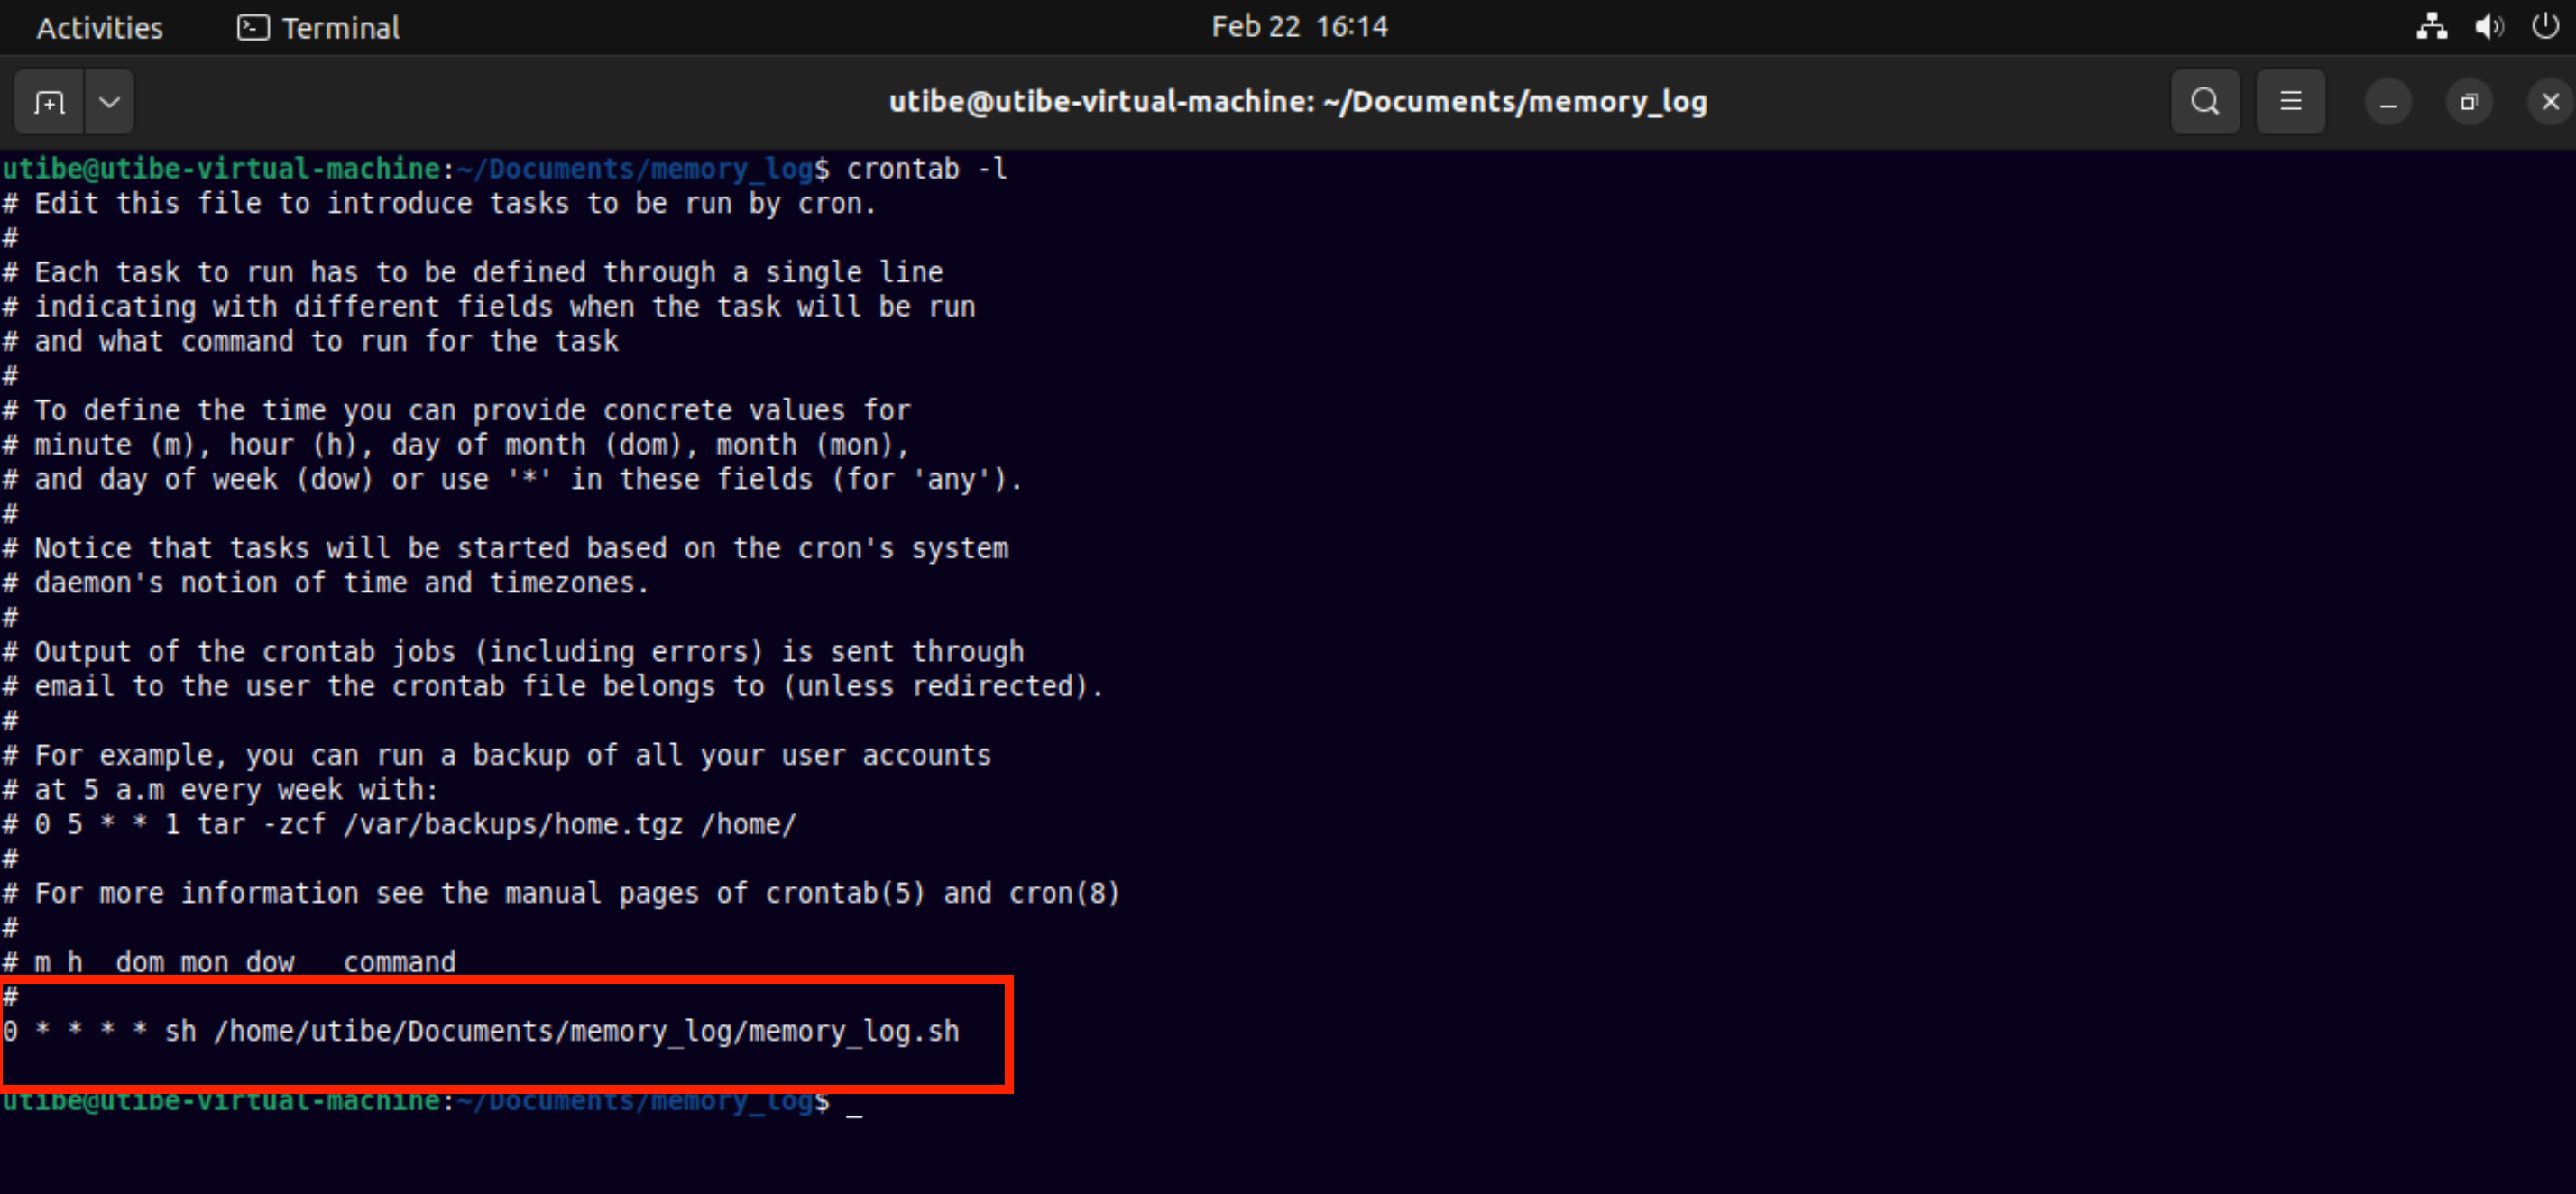 Activities Terminal Feb 22 16:14
utibe@utibe-virtual-machine: ~/Documents/memory_log
utibe@utibe-virtual-machine:~/Documents/memory_log$ crontab -l
# Edit this file to introduce tasks to be run by cron.
#
# Each task to run has to be defined through a single line
# indicating with different fields when the task will be run
# and what command to run for the task
#
# To define the time you can provide concrete values for
# minute (m), hour (h), day of month (dom), month (mon),
# and day of week (dow) or use '*' in these fields (for 'any').
#
# Notice that tasks will be started based on the cron's system
# daemon's notion of time and timezones.
#
# Output of the crontab jobs (including errors) is sent through
# email to the user the crontab file belongs to (unless redirected).
#
# For example, you can run a backup of all your user accounts
# at 5 a.m every week with:
# 0 5 * * 1 tar -zcf /var/backups/home.tgz /home/
#
# For more information see the manual pages of crontab(5) and cron(8)
#
# m h  dom mon dow   command
#
0 * * * * sh /home/utibe/Documents/memory_log/memory_log.sh
utibe@utibe-virtual-machine:~/Documents/memory_log$ _